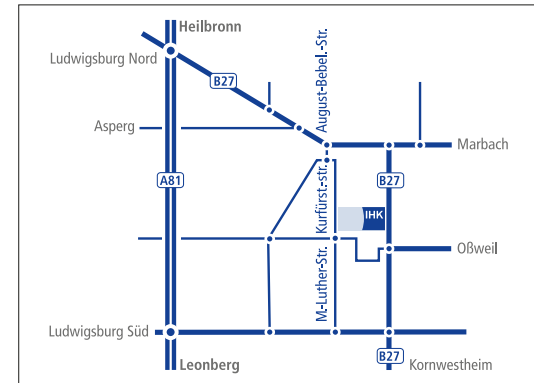 Heilbronn
Ludwigsburg Nord
B27
August-Bebel.-Str.
Asperg
Marbach
A81
B27
Kurfürst.-str.
IHK
Oßweil
M.-Luther-Str.
Ludwigsburg Süd
B27
Leonberg
Kornwestheim